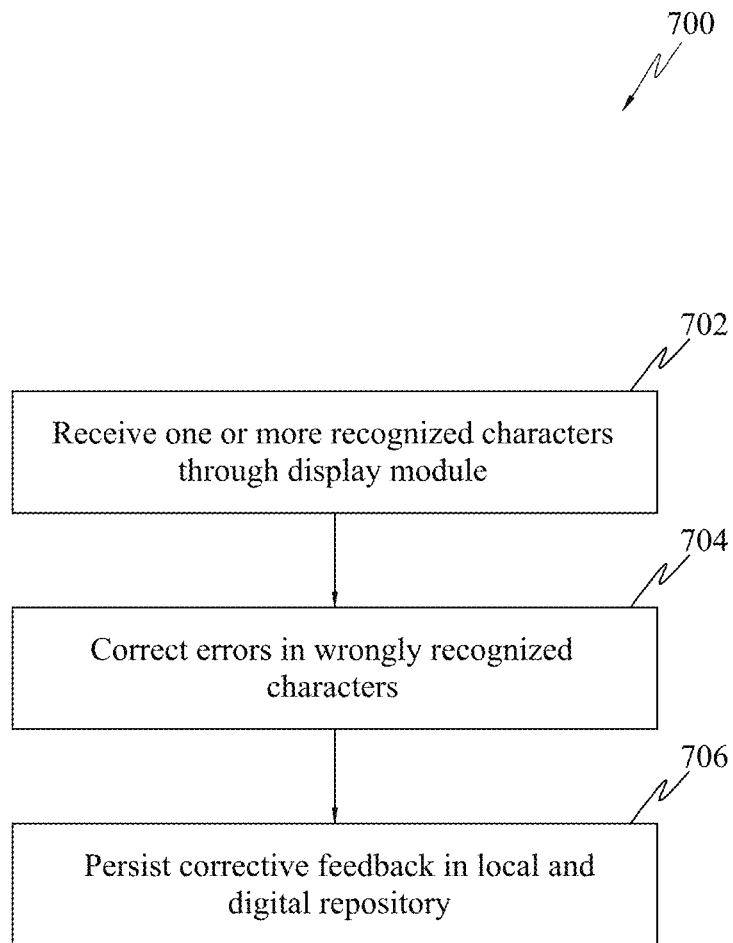 700
702
Receive one or more recognized characters
through display module
704
Correct errors in wrongly recognized
characters
706
Persist corrective feedback in local and
digital repository